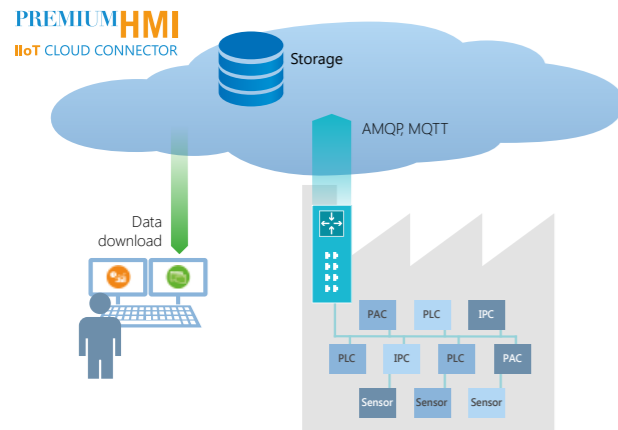 PREMIUM HMI
IIoT CLOUD CONNECTOR
Storage
AMQP, MQTT
Data
download
PAC PLC IPC
PLC IPC PLC PAC
Sensor Sensor Sensor